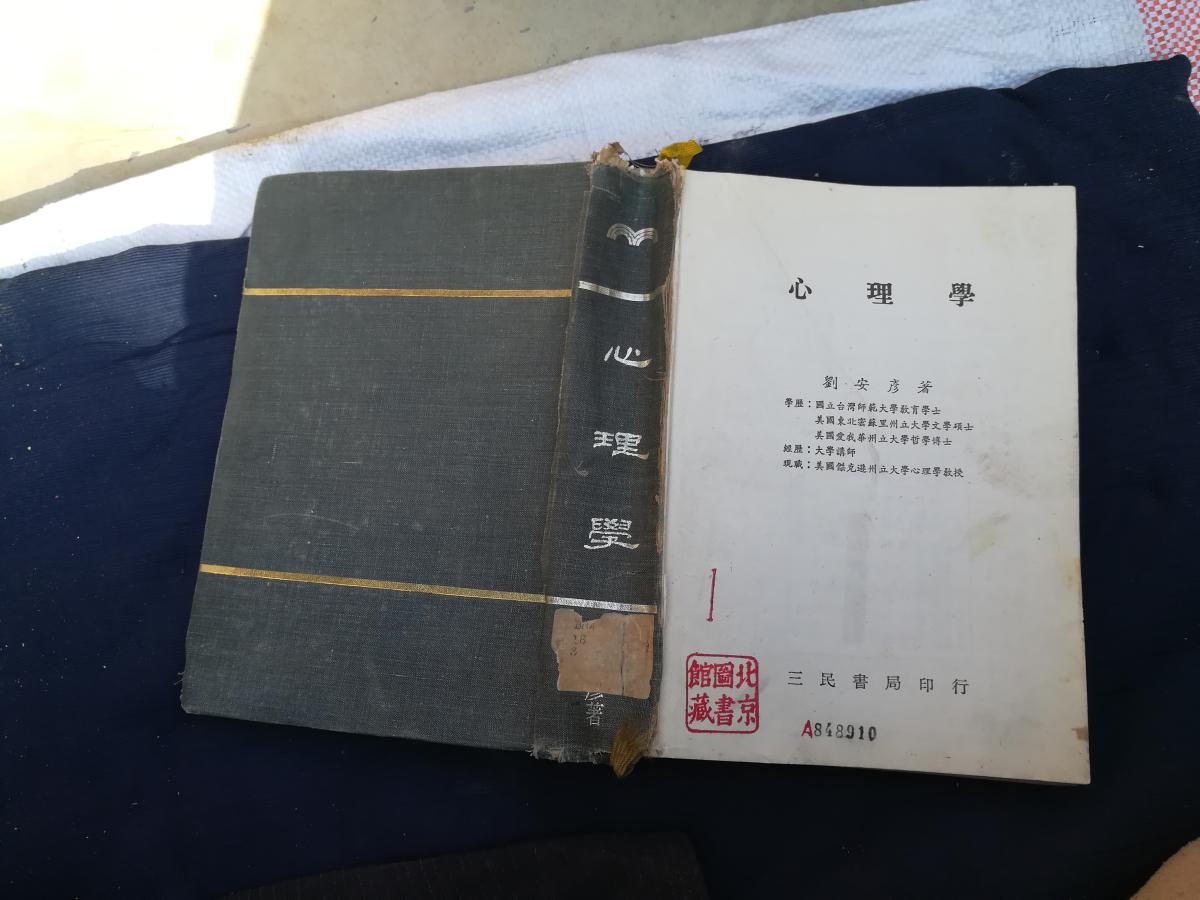 心理學
彥著
心理學
劉安彥著
學歷：國立台灣師範大學教育學士
美國東北密蘇里州立大學文學碩士
美國愛我華州立大學哲學博士
經歷：大學講師
現職：美國傑克遜州立大學心理學教授
北京圖書館藏
三民書局印行
A848910